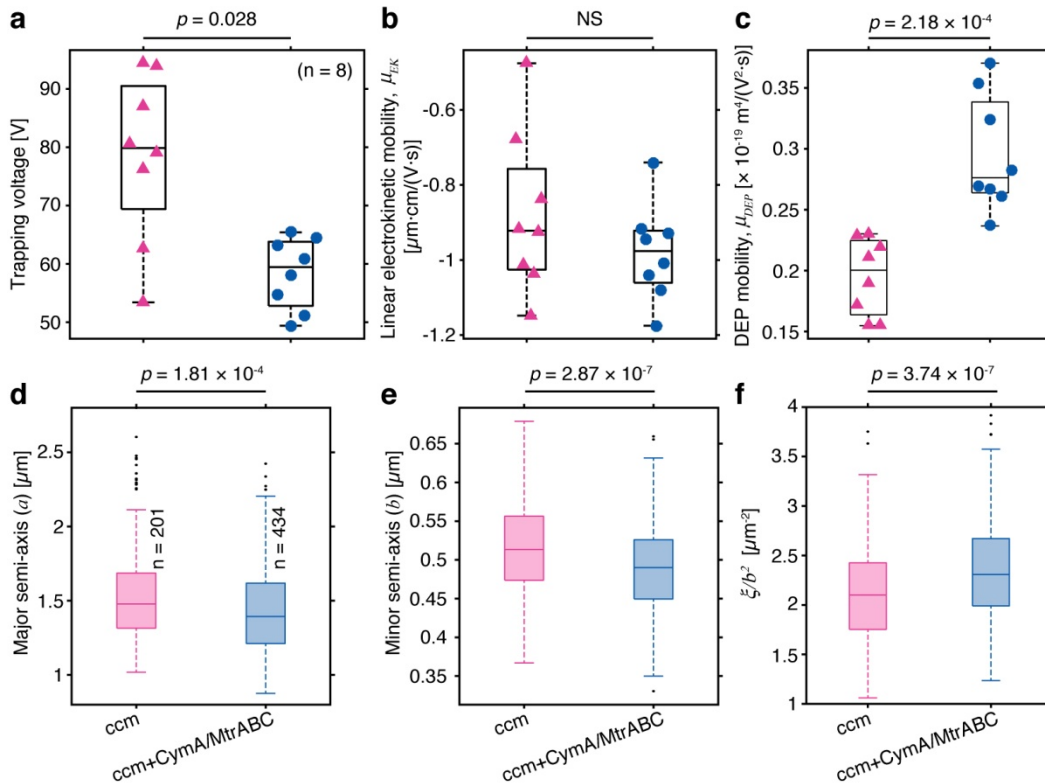 a
p = 0.028
(n = 8)
Trapping voltage [V]
90
80
70
60
50
b
NS
Linear electrokinetic mobility, μEK
[μm·cm/(V·s)]
-0.6
-0.8
-1
-1.2
c
p = 2.18 × 10⁻⁴
DEP mobility, μDEP [× 10⁻¹⁹ m⁴/(V²·s)]
0.35
0.3
0.25
0.2
0.15
d
p = 1.81 × 10⁻⁴
Major semi-axis (a) [μm]
2.5
2
1.5
1
n = 201
n = 434
ccm
ccm+CymA/MtrABC
e
p = 2.87 × 10⁻⁷
Minor semi-axis (b) [μm]
0.65
0.6
0.55
0.5
0.45
0.4
0.35
ccm
ccm+CymA/MtrABC
f
p = 3.74 × 10⁻⁷
ξ/b² [μm⁻²]
4
3.5
3
2.5
2
1.5
1
ccm
ccm+CymA/MtrABC